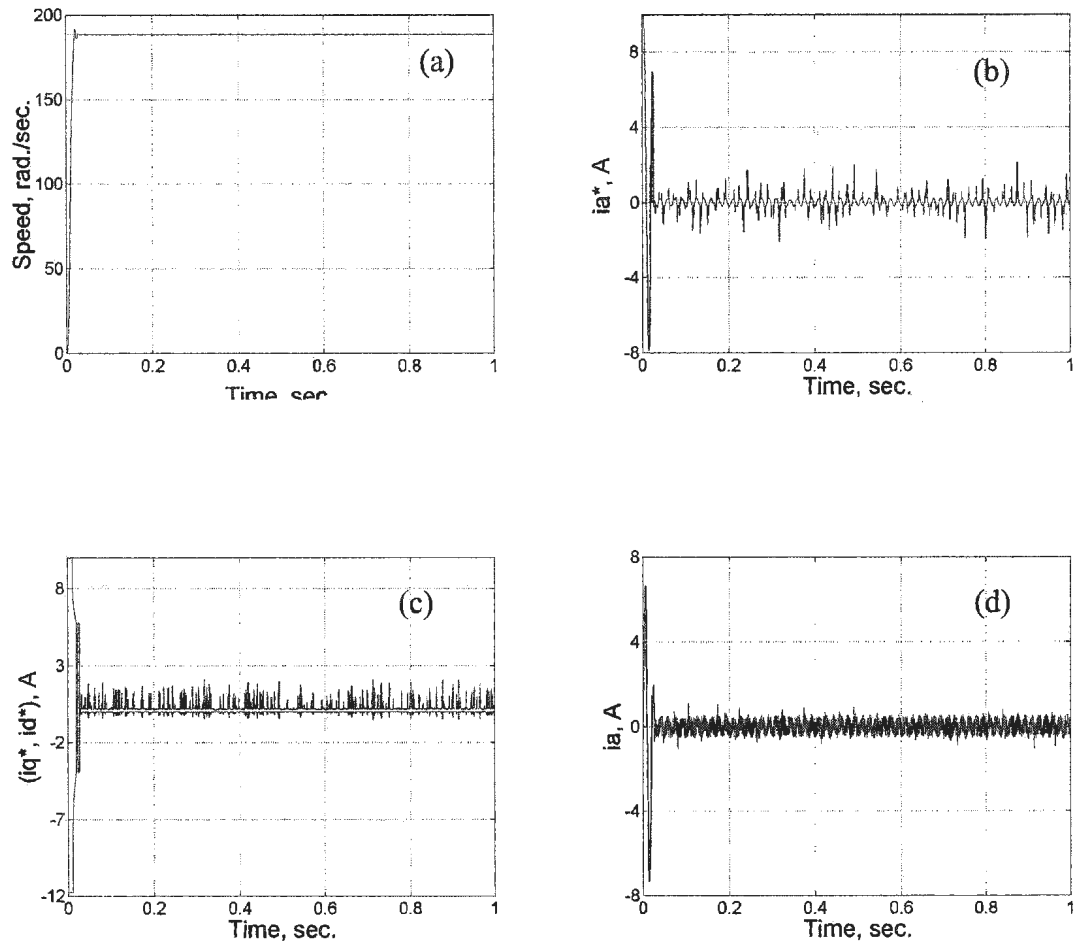 200
150
100
50
0
Speed, rad./sec.
(a)
0 0.2 0.4 0.6 0.8 1
Time, sec
8
4
0
-4
-8
ia*, A
(b)
0 0.2 0.4 0.6 0.8 1
Time, sec.
8
3
-2
-7
-12
(iq*, id*), A
(c)
0 0.2 0.4 0.6 0.8 1
Time, sec.
8
4
0
-4
-8
ia, A
(d)
0 0.2 0.4 0.6 0.8 1
Time, sec.